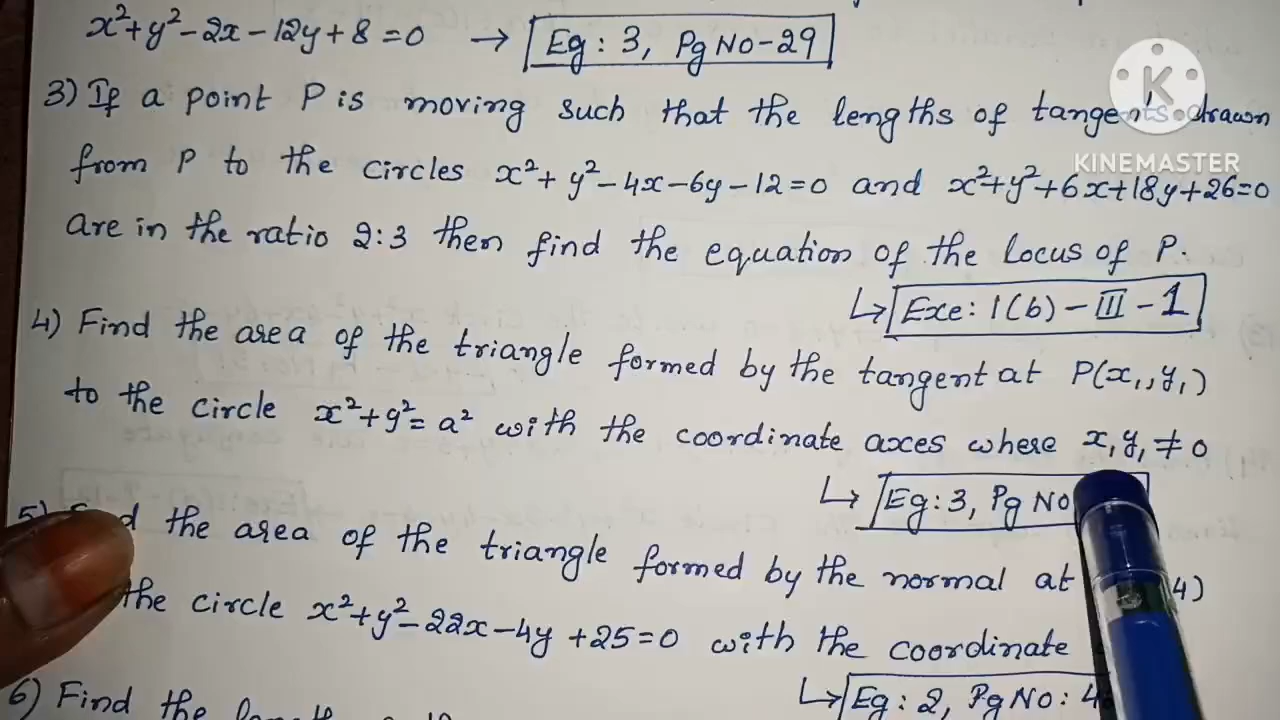 x²+y²-2x-12y+8=0 → Eg: 3, Pg No-29
K
KINEMASTER
3) If a point P is moving such that the lengths of tangents drawn
from P to the circles x²+y²-4x-6y-12=0 and x²+y²+6x+18y+26=0
are in the ratio 2:3 then find the equation of the locus of P.
↳ Exe: 1(b)-III-1
4) Find the area of the triangle formed by the tangent at P(x₁, y₁)
to the circle x²+y²=a² with the coordinate axes where x₁y₁≠0
↳ Eg: 3, Pg No
5) the area of the triangle formed by the normal at 4)
the circle x²+y²-22x-4y+25=0 with the coordinate
↳ Eg: 2, Pg No: 4
6) Find the